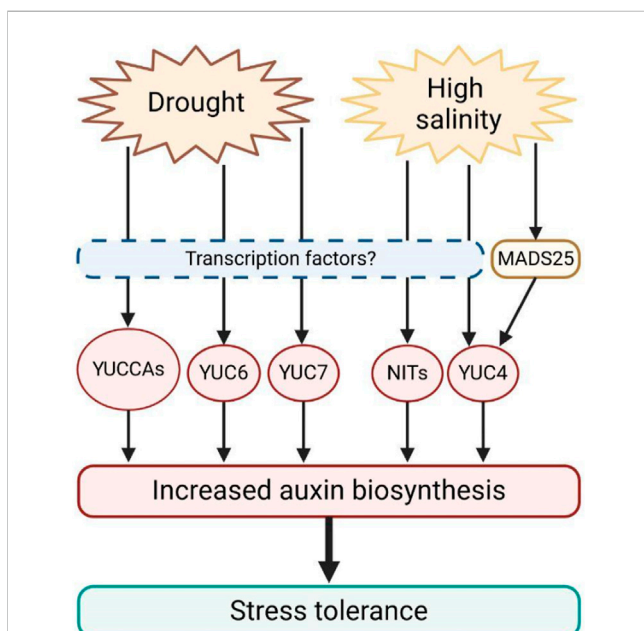 Drought
High
salinity
Transcription factors?
MADS25
YUCCAs
YUC6
YUC7
NITs
YUC4
Increased auxin biosynthesis
Stress tolerance